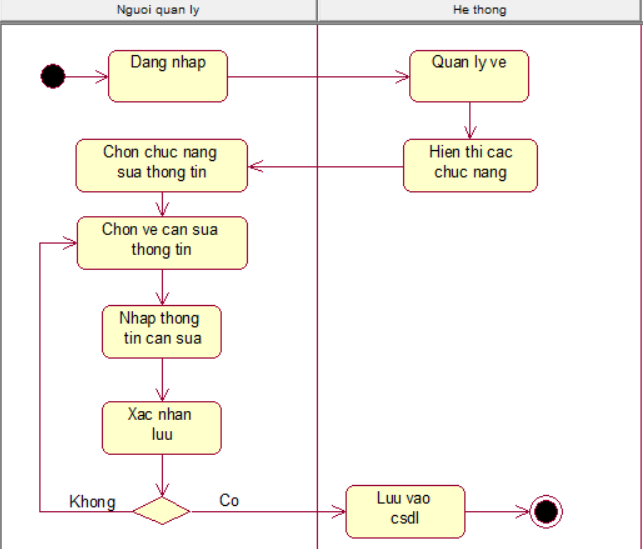 Nguoi quan ly
He thong
Dang nhap
Quan ly ve
Chon chuc nang
sua thong tin
Hien thi cac
chuc nang
Chon ve can sua
thong tin
Nhap thong
tin can sua
Xac nhan
luu
Khong
Co
Luu vao
csdl